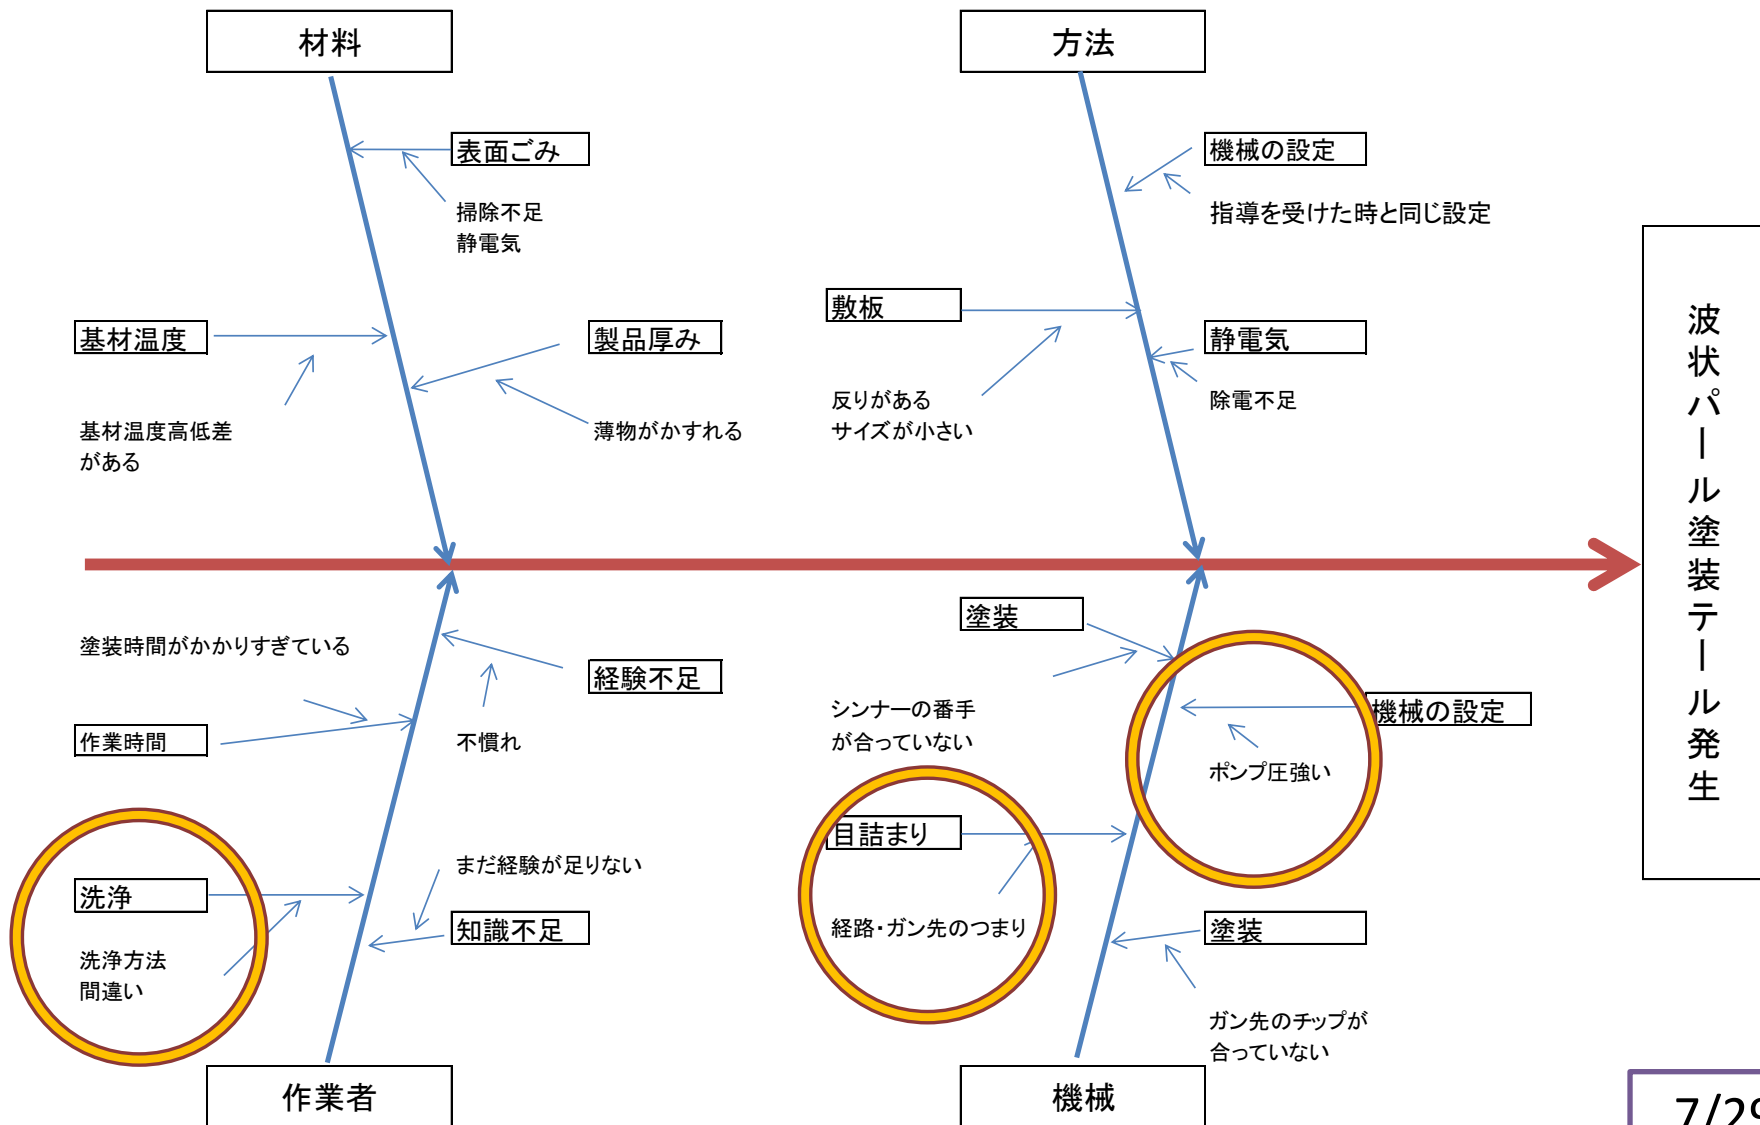 材料
方法
表面ごみ
掃除不足
静電気
機械の設定
指導を受けた時と同じ設定
基材温度
基材温度高低差
がある
製品厚み
薄物がかすれる
敷板
反りがある
サイズが小さい
静電気
除電不足
波状パール塗装テール発生
塗装時間がかかりすぎている
作業時間
経験不足
不慣れ
洗浄
洗浄方法
間違い
まだ経験が足りない
知識不足
塗装
シンナーの番手
が合っていない
機械の設定
ポンプ圧強い
目詰まり
経路・ガン先のつまり
塗装
ガン先のチップが
合っていない
作業者
機械
7/29